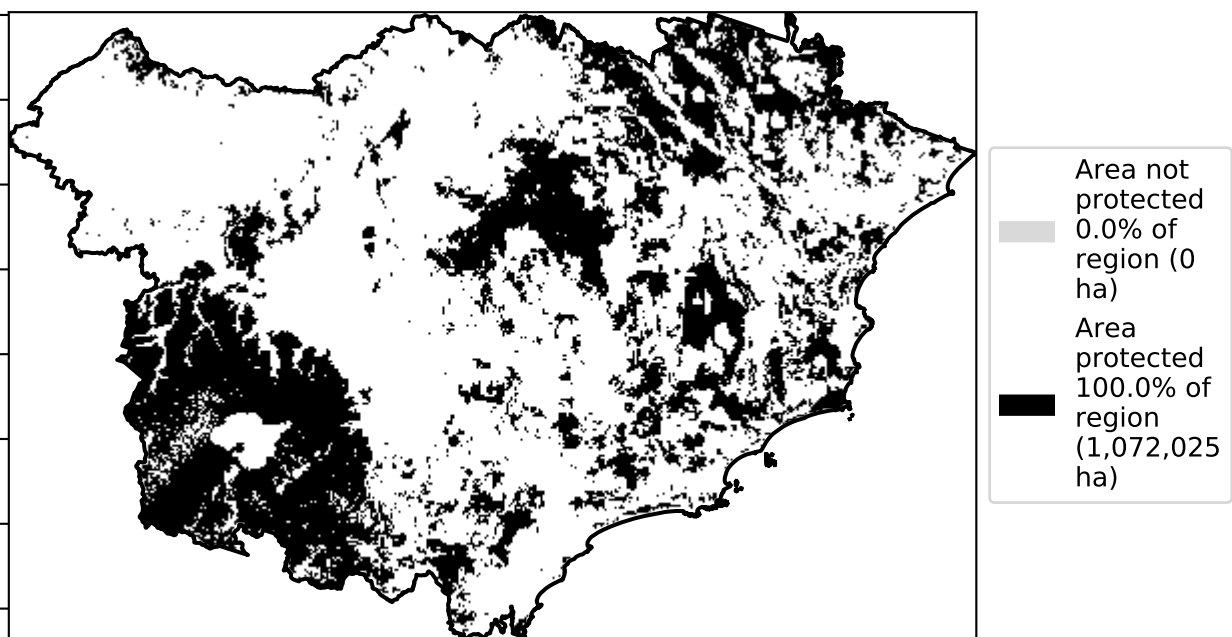 Area not
protected
0.0% of
region (0
ha)
Area
protected
100.0% of
region
(1,072,025
ha)